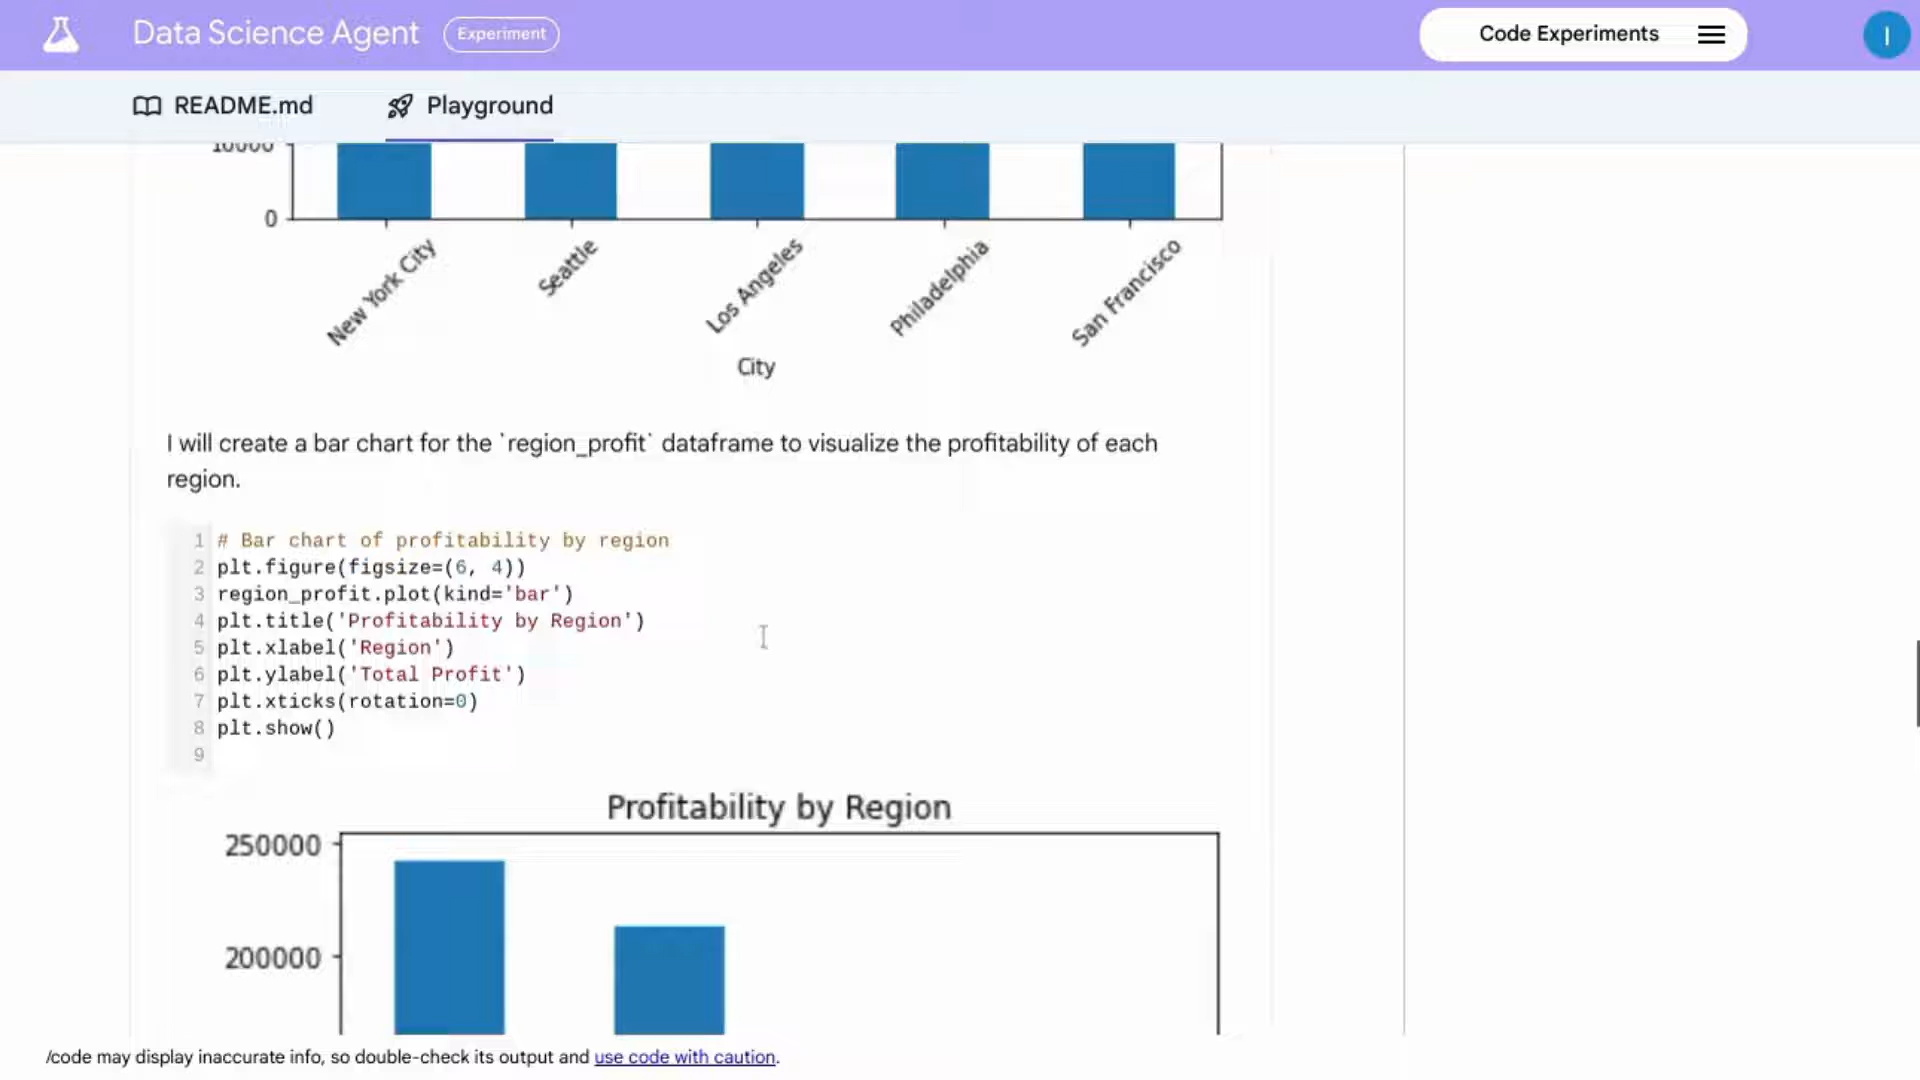 Data Science Agent
Experiment
Code Experiments
I
README.md
Playground
10000
0
New York City
Seattle
Los Angeles
Philadelphia
San Francisco
City
I will create a bar chart for the `region_profit` dataframe to visualize the profitability of each
region.
1 # Bar chart of profitability by region
2 plt.figure(figsize=(6, 4))
3 region_profit.plot(kind='bar')
4 plt.title('Profitability by Region')
5 plt.xlabel('Region')
6 plt.ylabel('Total Profit')
7 plt.xticks(rotation=0)
8 plt.show()
9
Profitability by Region
250000
200000
/code may display inaccurate info, so double-check its output and use code with caution.